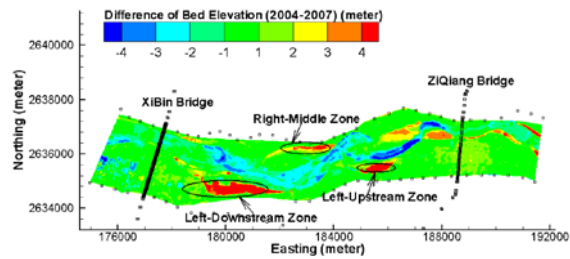 Difference of Bed Elevation (2004-2007) (meter)
-4 -3 -2 -1 1 2 3 4
2640000
2638000
2636000
2634000
Northing (meter)
XiBin Bridge
ZiQiang Bridge
Right-Middle Zone
Left-Upstream Zone
Left-Downstream Zone
176000 180000 184000 188000 192000
Easting (meter)